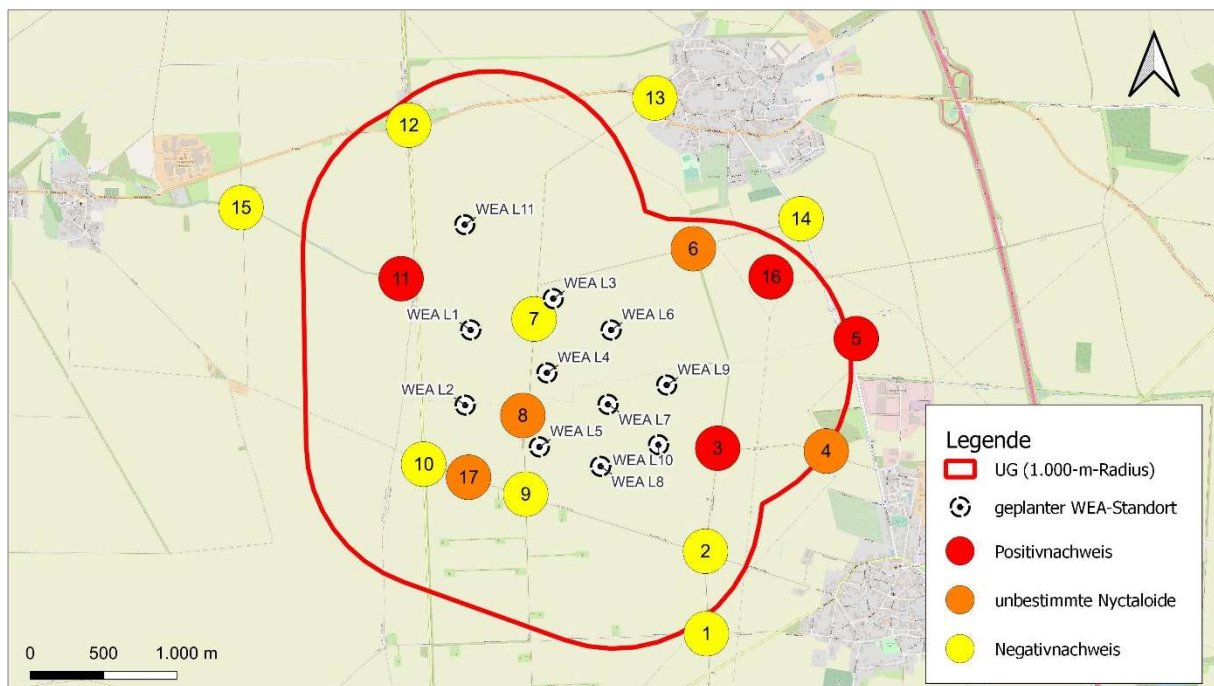 13
12
15
14
WEA L11
6
16
11
WEA L3
7
WEA L1
WEA L6
5
WEA L4
WEA L9
WEA L2
8
WEA L7
WEA L5
3
4
10
17
WEA L10
WEA L8
9
2
1
Legende
UG (1.000-m-Radius)
geplanter WEA-Standort
Positivnachweis
unbestimmte Nyctaloide
Negativnachweis
0 500 1.000 m